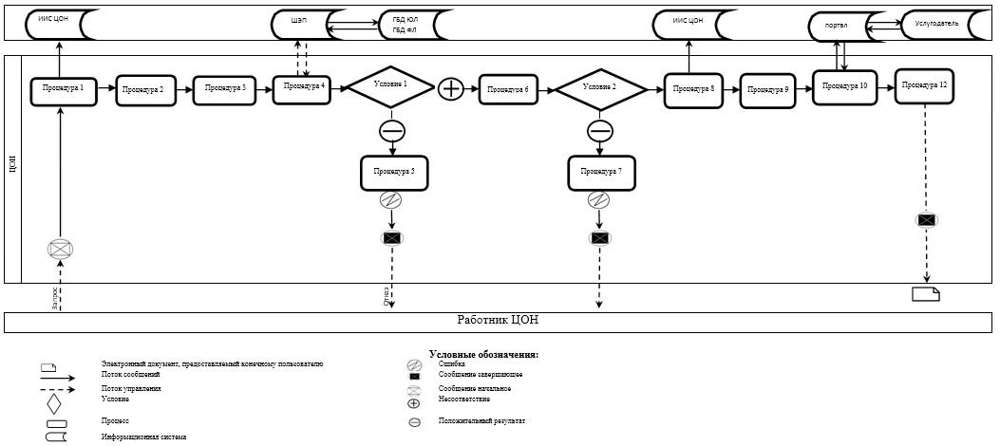 ИИС ЦОН
ШЭП
ГБД ЮЛ
ГБД ФЛ
ИИС ЦОН
портал
Услугодатель
ЦОН
Процедура 1
Процедура 2
Процедура 3
Процедура 4
Условие 1
Процедура 6
Условие 2
Процедура 8
Процедура 9
Процедура 10
Процедура 12
Процедура 5
Процедура 7
Запрос
Отказ
Работник ЦОН
Условные обозначения:
Электронный документ, предоставляемый конечному пользователю
Поток сообщений
Поток управления
Условие
Процесс
Информационная система
Ошибка
Сообщение завершающее
Сообщение начальное
Несоответствие
Положительный результат